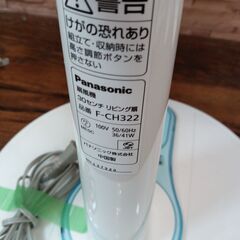 警告
けがの恐れあり
組立て・収納時には
高さ調節ボタンを
押さない
Panasonic
扇風機
30センチ リビング扇
品番 F-CH322
100V 50/60Hz
36/41W
パナソニック株式会社
中国製